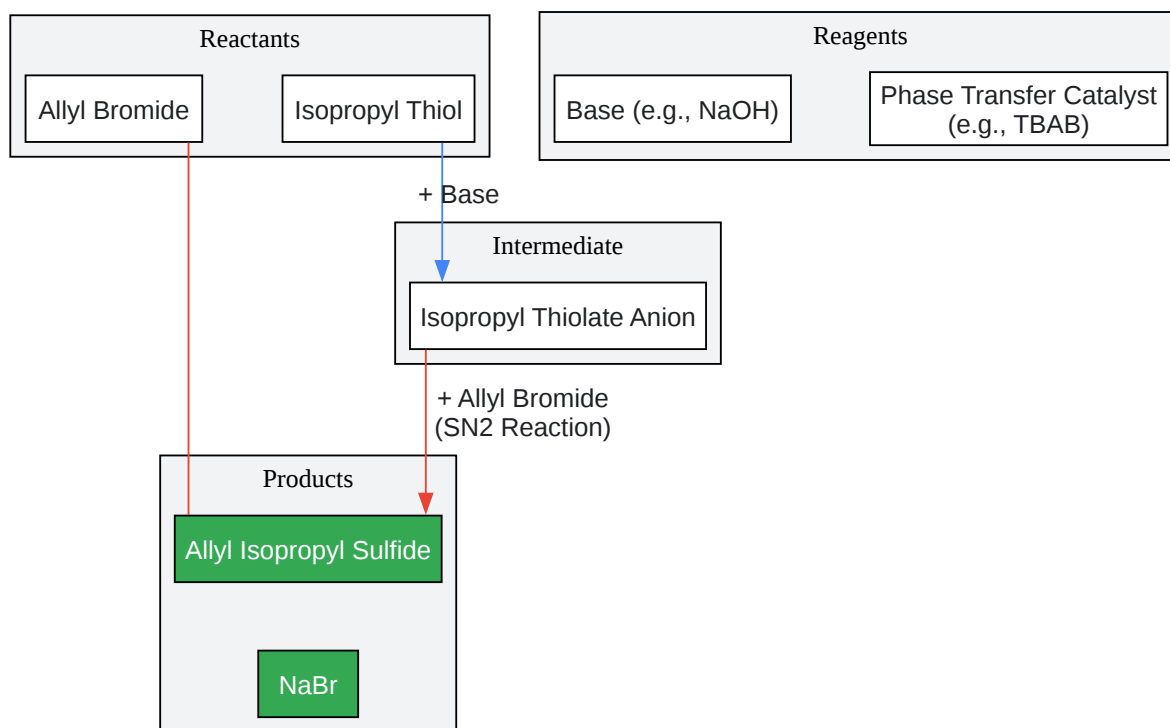 Reactants
Allyl Bromide
Isopropyl Thiol
Reagents
Base (e.g., NaOH)
Phase Transfer Catalyst
(e.g., TBAB)
+ Base
Intermediate
Isopropyl Thiolate Anion
+ Allyl Bromide
(SN2 Reaction)
Products
Allyl Isopropyl Sulfide
NaBr